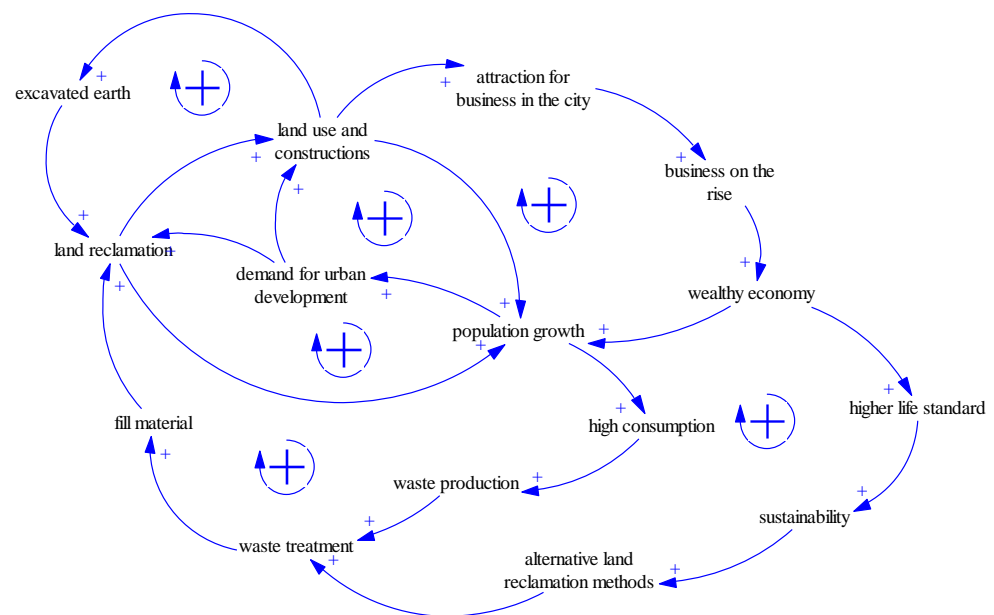 attraction for
business in the city
excavated earth
land use and
constructions
business on the
rise
land reclamation
demand for urban
development
wealthy economy
population growth
higher life standard
fill material
high consumption
waste production
sustainability
waste treatment
alternative land
reclamation methods